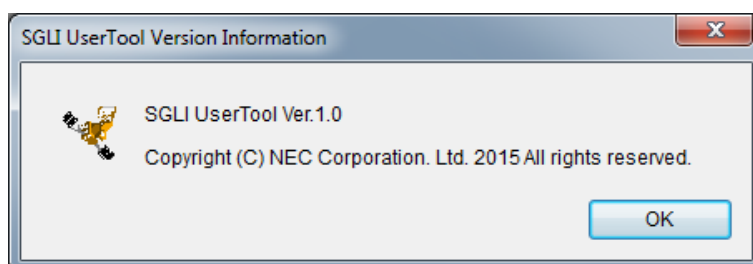 SGLI UserTool Version Information
SGLI UserTool Ver.1.0
Copyright (C) NEC Corporation. Ltd. 2015 All rights reserved.
OK